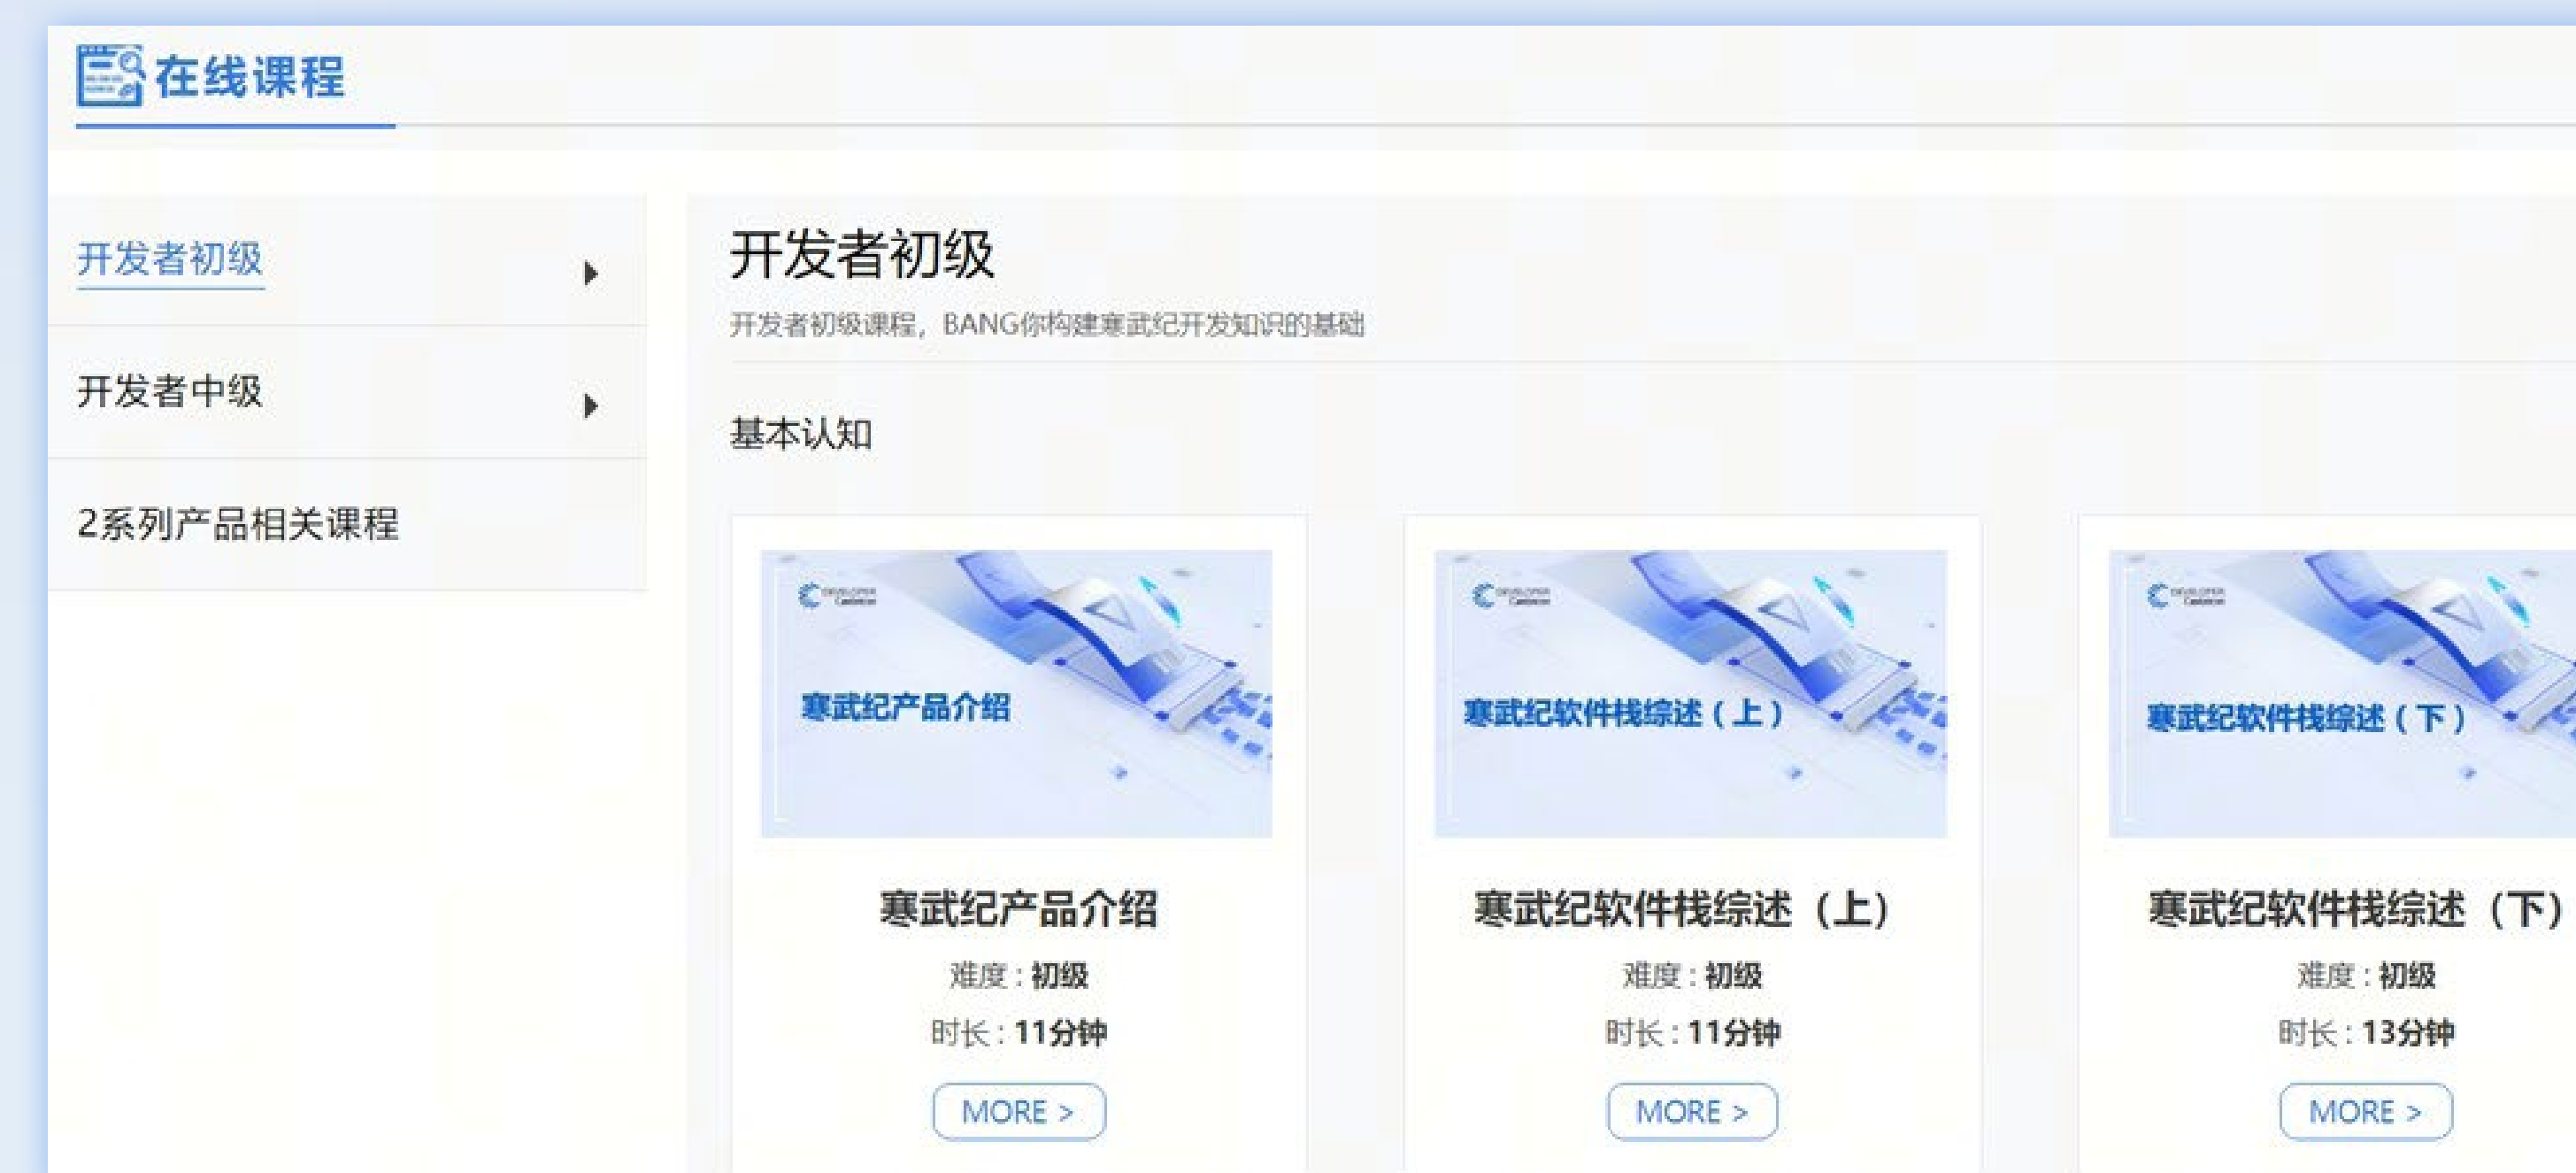 在线课程
开发者初级
开发者中级
2系列产品相关课程
开发者初级
开发者初级课程，BANG你构建寒武纪开发知识的基础
基本认知
寒武纪产品介绍
寒武纪产品介绍
难度 : 初级
时长 : 11分钟
MORE >
寒武纪软件栈综述（上）
寒武纪软件栈综述（上）
难度 : 初级
时长 : 11分钟
MORE >
寒武纪软件栈综述（下）
寒武纪软件栈综述（下）
难度 : 初级
时长 : 13分钟
MORE >